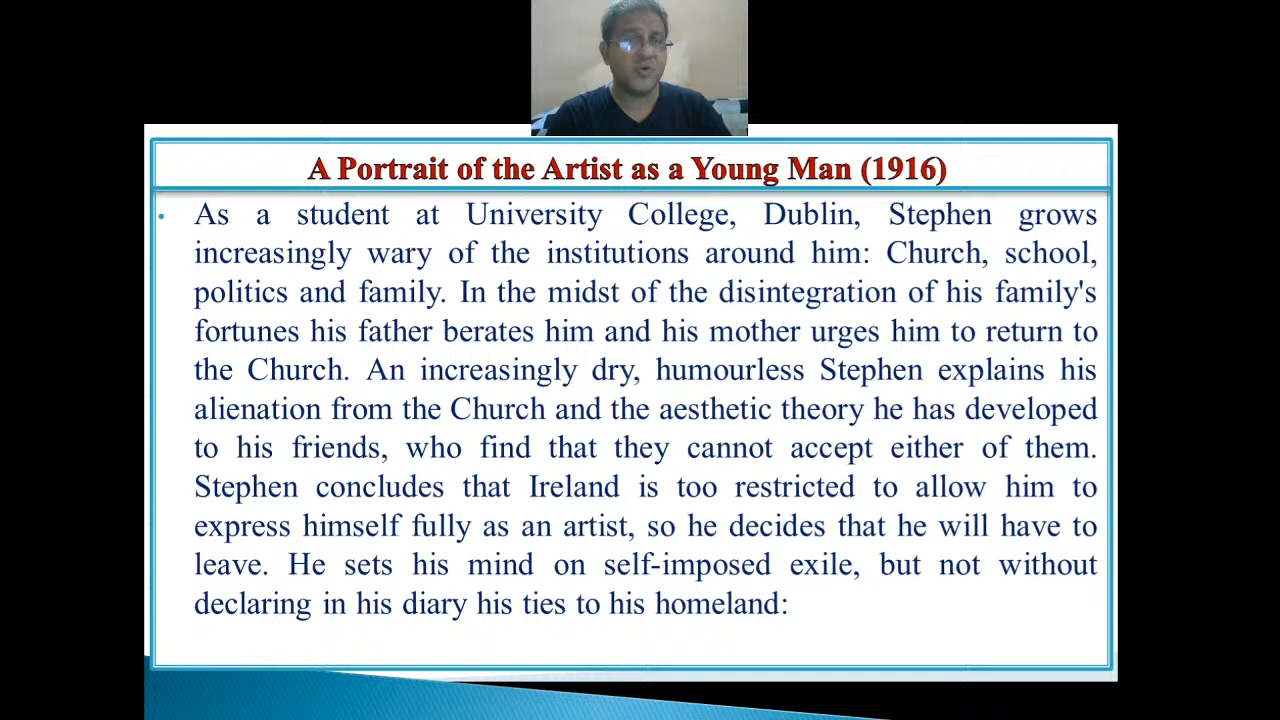 A Portrait of the Artist as a Young Man (1916)
• As a student at University College, Dublin, Stephen grows
increasingly wary of the institutions around him: Church, school,
politics and family. In the midst of the disintegration of his family's
fortunes his father berates him and his mother urges him to return to
the Church. An increasingly dry, humourless Stephen explains his
alienation from the Church and the aesthetic theory he has developed
to his friends, who find that they cannot accept either of them.
Stephen concludes that Ireland is too restricted to allow him to
express himself fully as an artist, so he decides that he will have to
leave. He sets his mind on self-imposed exile, but not without
declaring in his diary his ties to his homeland: